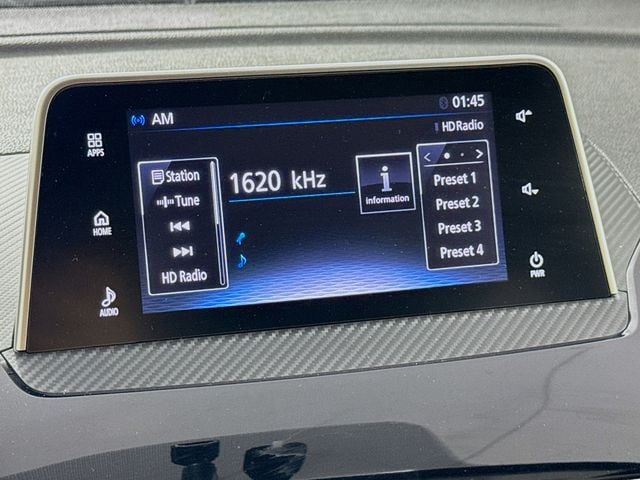 AM
01:45
HD Radio
APPS
HOME
AUDIO
Station
Tune
HD Radio
1620 kHz
i
information
Preset 1
Preset 2
Preset 3
Preset 4
PWR